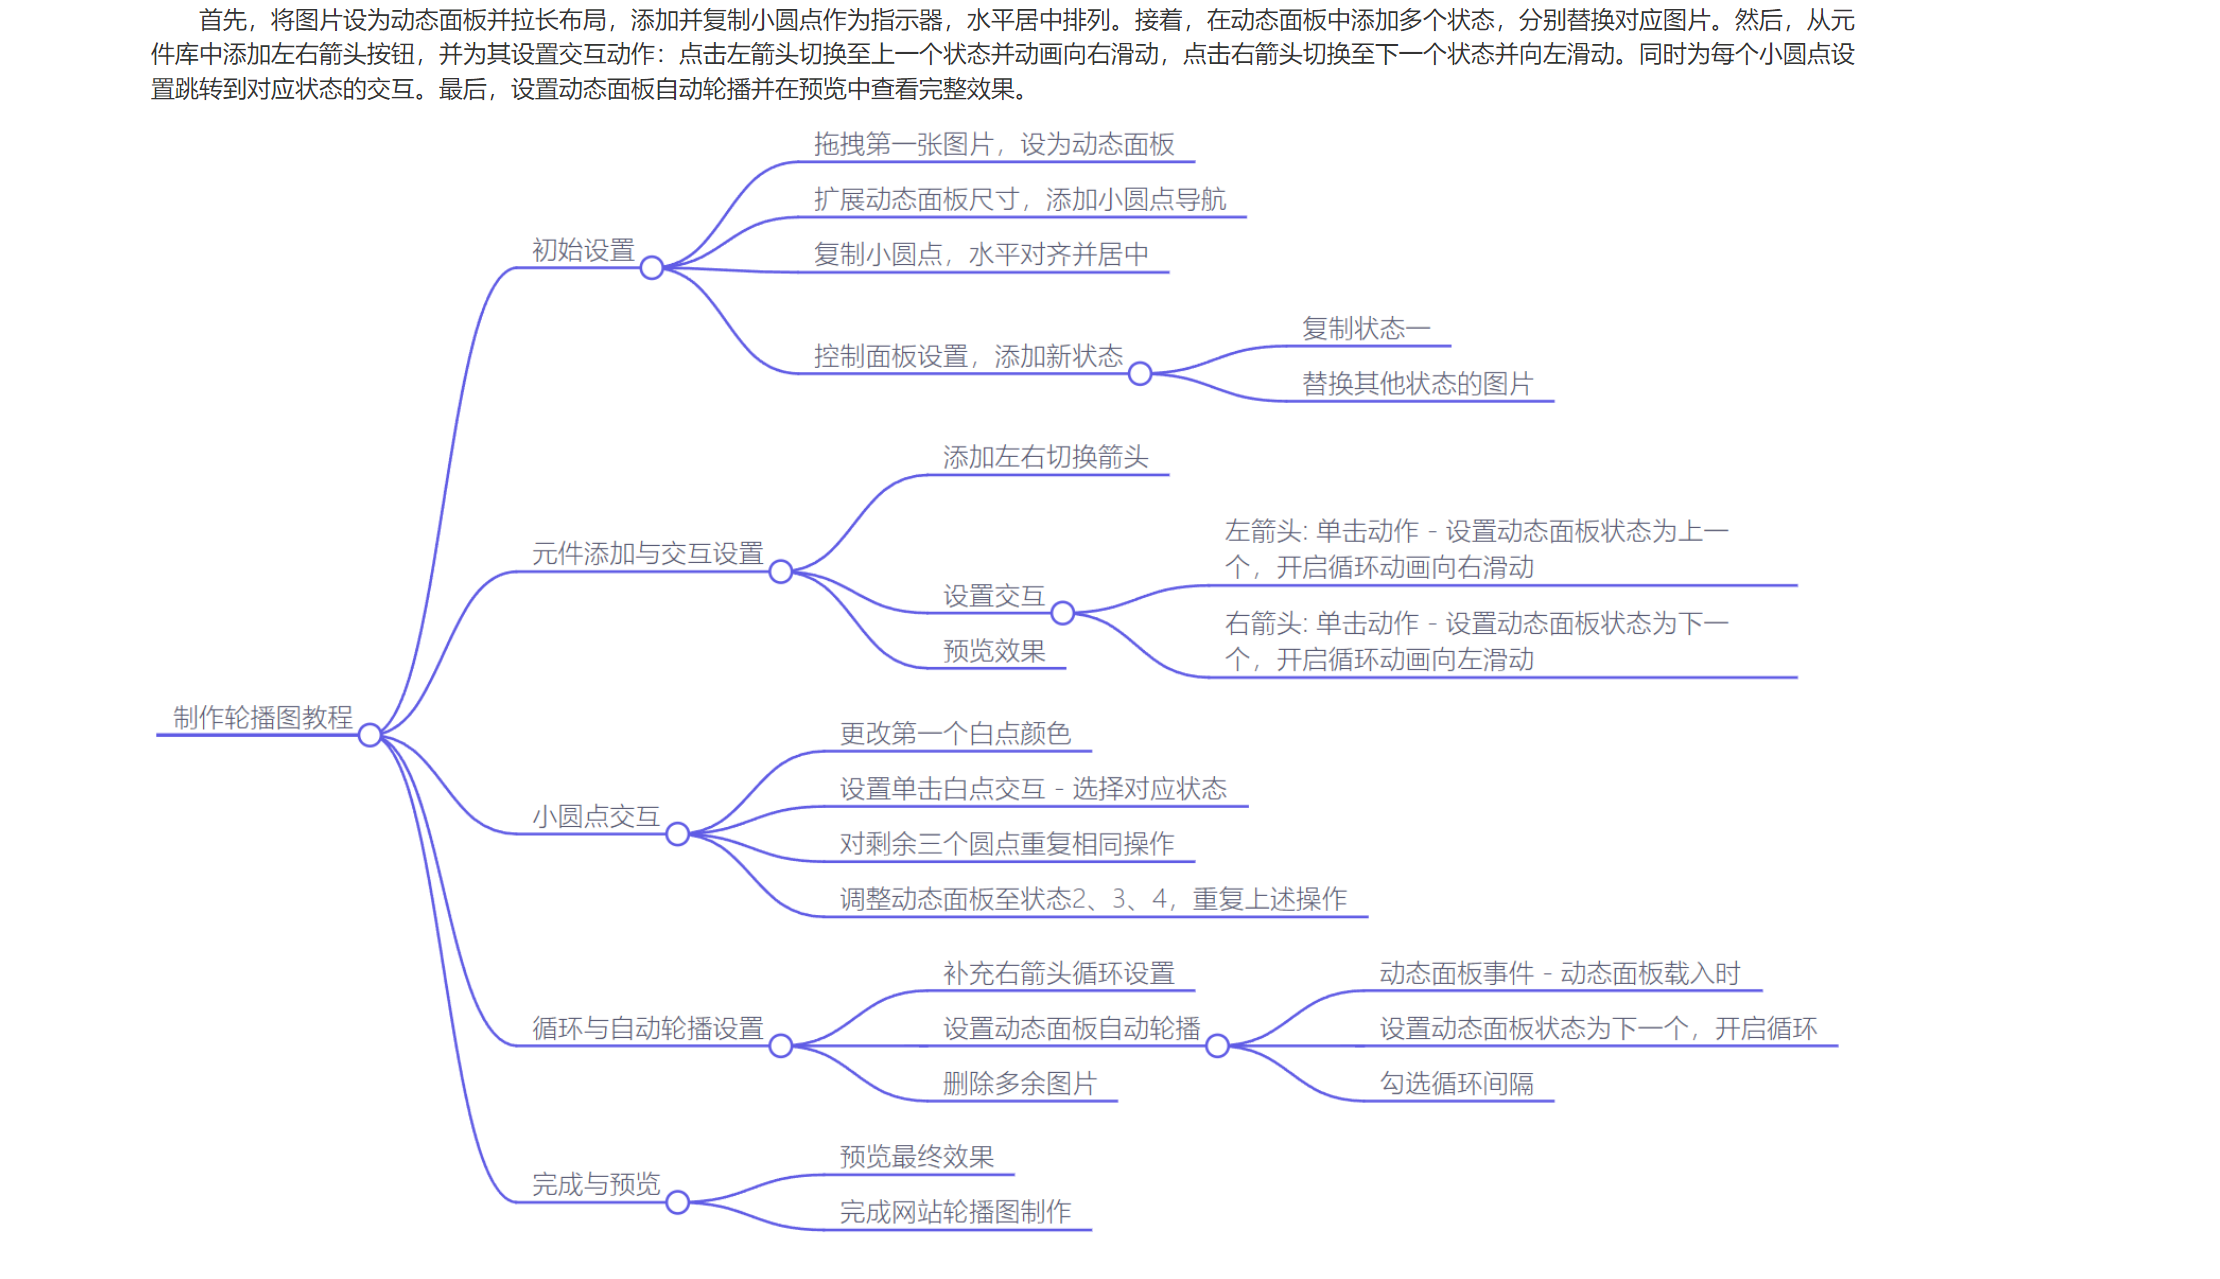 首先，将图片设为动态面板并拉长布局，添加并复制小圆点作为指示器，水平居中排列。接着，在动态面板中添加多个状态，分别替换对应图片。然后，从元
件库中添加左右箭头按钮，并为其设置交互动作：点击左箭头切换至上一个状态并动画向右滑动，点击右箭头切换至下一个状态并向左滑动。同时为每个小圆点设
置跳转到对应状态的交互。最后，设置动态面板自动轮播并在预览中查看完整效果。
制作轮播图教程
初始设置
拖拽第一张图片，设为动态面板
扩展动态面板尺寸，添加小圆点导航
复制小圆点，水平对齐并居中
控制面板设置，添加新状态
复制状态一
替换其他状态的图片
元件添加与交互设置
添加左右切换箭头
设置交互
左箭头: 单击动作 - 设置动态面板状态为上一
个，开启循环动画向右滑动
右箭头: 单击动作 - 设置动态面板状态为下一
个，开启循环动画向左滑动
预览效果
小圆点交互
更改第一个白点颜色
设置单击白点交互 - 选择对应状态
对剩余三个圆点重复相同操作
调整动态面板至状态2、3、4，重复上述操作
循环与自动轮播设置
补充右箭头循环设置
设置动态面板自动轮播
动态面板事件 - 动态面板载入时
设置动态面板状态为下一个，开启循环
勾选循环间隔
删除多余图片
完成与预览
预览最终效果
完成网站轮播图制作